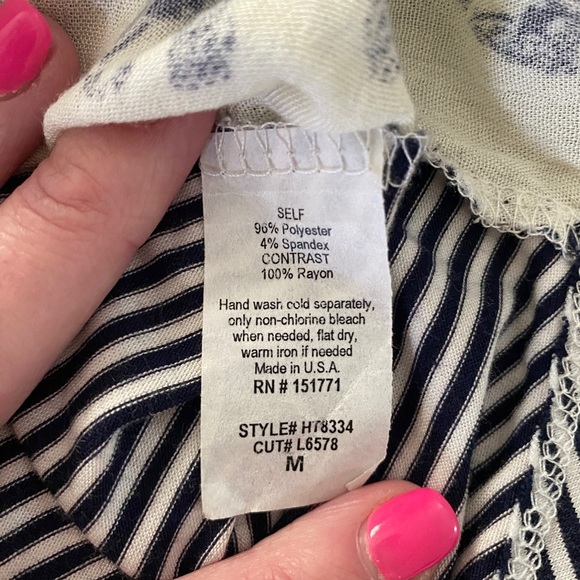 SELF
96% Polyester
4% Spandex
CONTRAST
100% Rayon
Hand wash cold separately,
only non-chlorine bleach
when needed, flat dry,
warm iron if needed
Made in U.S.A.
RN # 151771
STYLE# HT8334
CUT# L6578
M